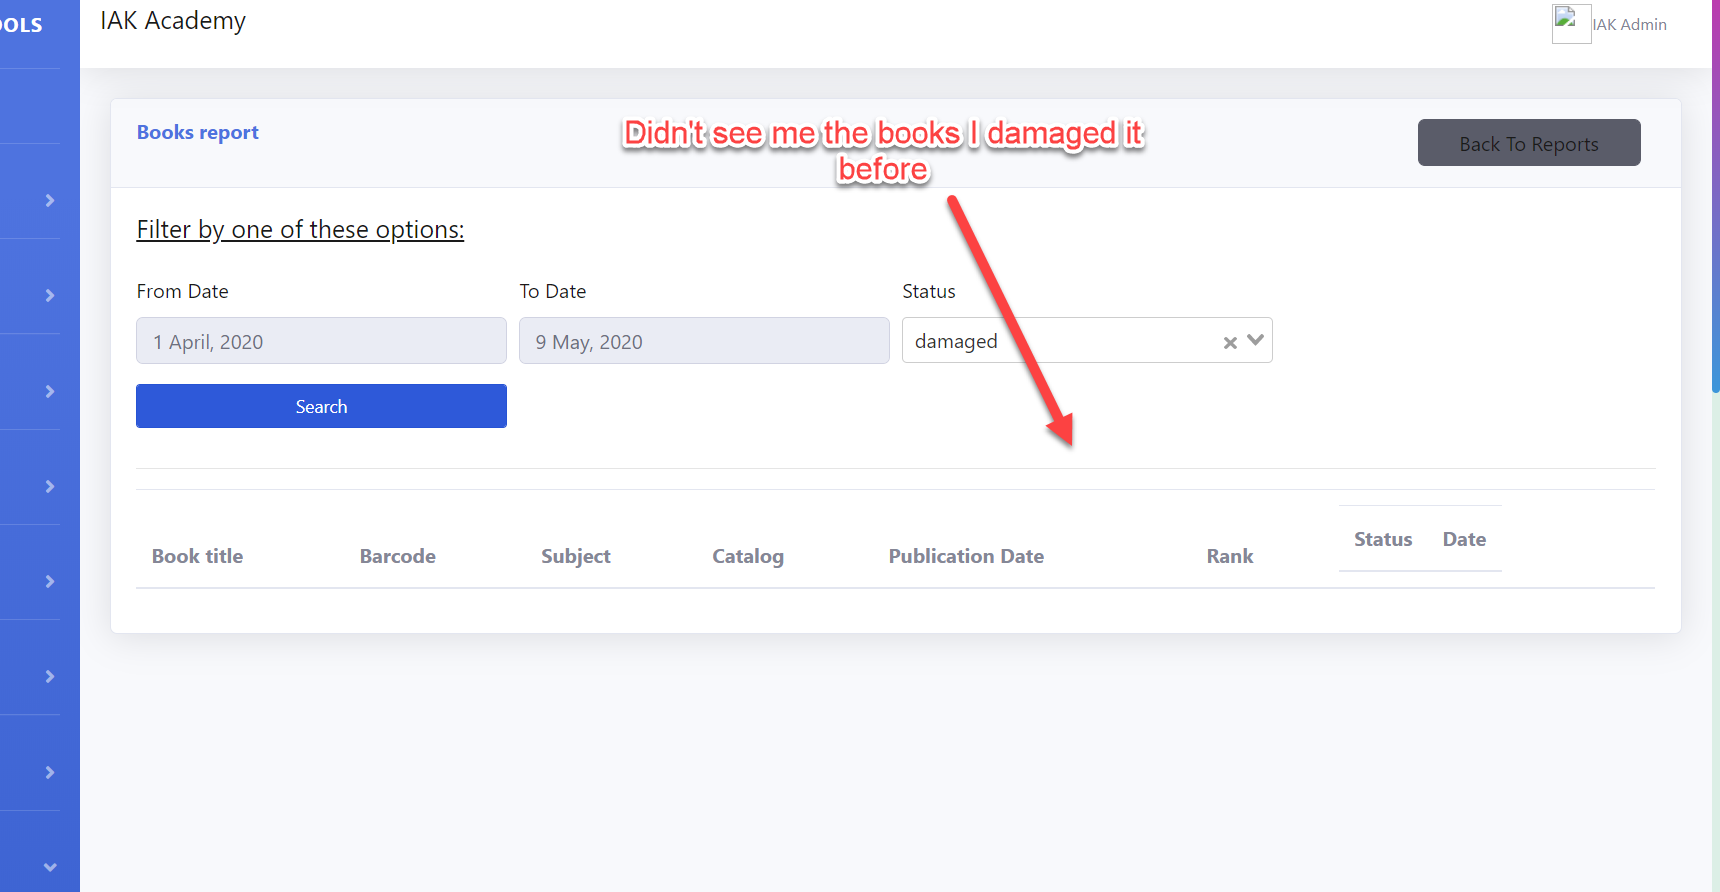 OOLS
IAK Academy
IAK Admin
Books report
Didn't see me the books I damaged it
before
Back To Reports
Filter by one of these options:
From Date
To Date
Status
1 April, 2020
9 May, 2020
damaged
Search
Book title
Barcode
Subject
Catalog
Publication Date
Rank
Status
Date